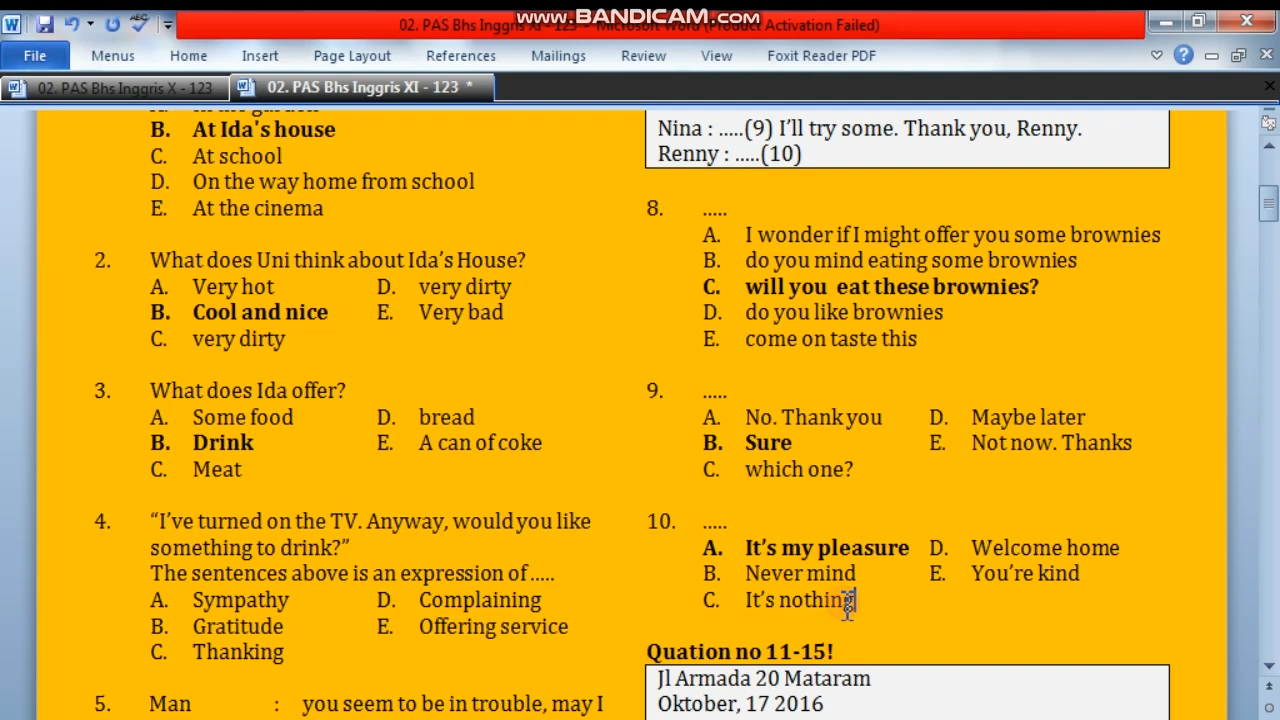 www.BANDICAM.com
02. PAS Bhs Inggris XI - 123 - Microsoft Word (Product Activation Failed)
File Menus Home Insert Page Layout References Mailings Review View Foxit Reader PDF
02. PAS Bhs Inggris X - 123
02. PAS Bhs Inggris XI - 123 *
B. At Ida's house
C. At school
D. On the way home from school
E. At the cinema
2. What does Uni think about Ida’s House?
A. Very hot D. very dirty
B. Cool and nice E. Very bad
C. very dirty
3. What does Ida offer?
A. Some food D. bread
B. Drink E. A can of coke
C. Meat
4. “I’ve turned on the TV. Anyway, would you like
something to drink?”
The sentences above is an expression of .....
A. Sympathy D. Complaining
B. Gratitude E. Offering service
C. Thanking
5. Man : you seem to be in trouble, may I
Nina : .....(9) I’ll try some. Thank you, Renny.
Renny : .....(10)
8. .....
A. I wonder if I might offer you some brownies
B. do you mind eating some brownies
C. will you eat these brownies?
D. do you like brownies
E. come on taste this
9. .....
A. No. Thank you D. Maybe later
B. Sure E. Not now. Thanks
C. which one?
10. .....
A. It’s my pleasure D. Welcome home
B. Never mind E. You’re kind
C. It’s nothing
Quation no 11-15!
Jl Armada 20 Mataram
Oktober, 17 2016